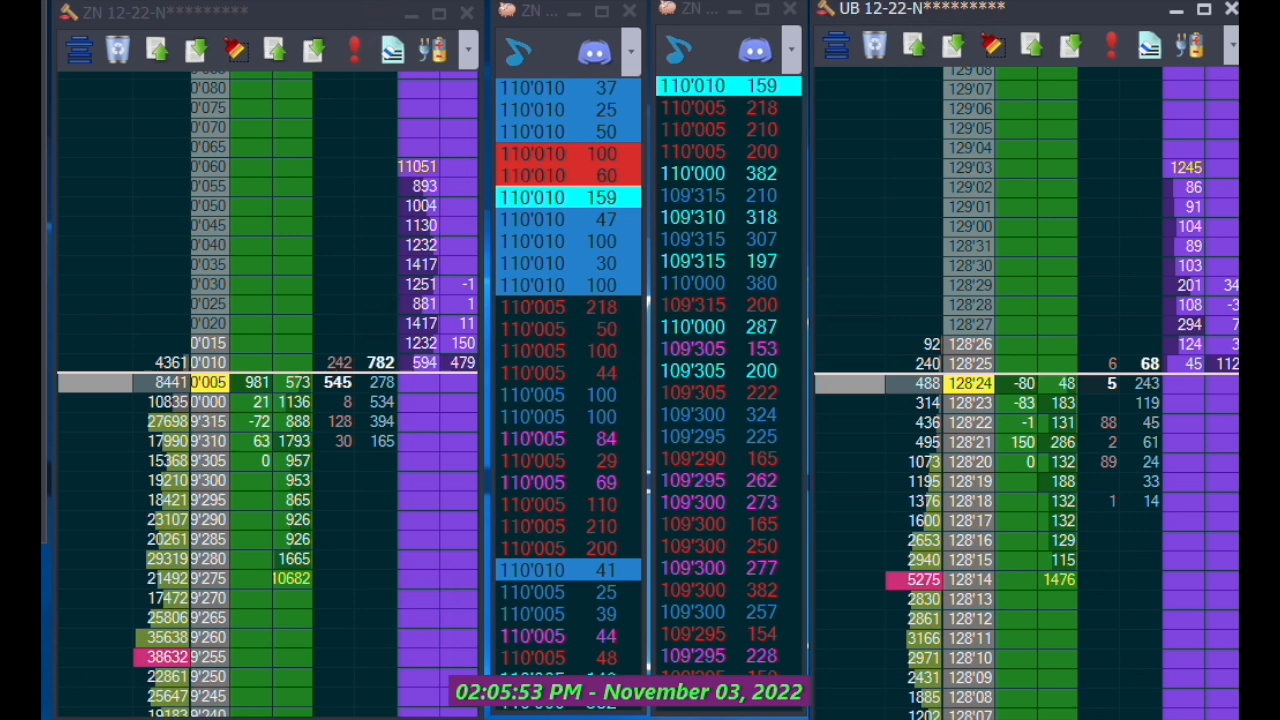 ZN 12-22-N*********
0'080
0'075
0'070
0'065
0'060 11051
0'055 893
0'050 1004
0'045 1130
0'040 1232
0'035 1417
0'030 1251 -1
0'025 881 1
0'020 1417 11
0'015 1232 150
4361 0'010 242 782 594 479
8441 0'005 981 573 545 278
10835 0'000 21 1136 8 534
27698 9'315 -72 888 128 394
17990 9'310 63 1793 30 165
15368 9'305 0 957
19210 9'300 953
18421 9'295 865
23107 9'290 926
20261 9'285 926
29319 9'280 1665
21492 9'275 10682
17472 9'270
25806 9'265
35638 9'260
38632 9'255
22861 9'250
25647 9'245
19183 9'240
ZN ...
110'010 37
110'010 25
110'010 50
110'010 100
110'010 60
110'010 159
110'010 47
110'010 100
110'010 30
110'010 100
110'005 218
110'005 50
110'005 100
110'005 44
110'005 100
110'005 100
110'005 84
110'005 29
110'005 69
110'005 110
110'005 210
110'005 200
110'010 41
110'005 25
110'005 39
110'005 44
110'005 48
ZN ...
110'010 159
110'005 218
110'005 210
110'005 200
110'000 382
109'315 210
109'310 318
109'315 307
109'315 197
110'000 380
109'315 200
110'000 287
109'305 153
109'305 200
109'305 222
109'300 324
109'295 225
109'290 165
109'295 262
109'300 273
109'300 165
109'300 250
109'300 277
109'300 382
109'300 257
109'295 154
109'295 228
UB 12-22-N*********
129'08
129'07
129'06
129'05
129'04
129'03 1245
129'02 86
129'01 91
129'00 104
128'31 89
128'30 103
128'29 201 34
128'28 108 -3
128'27 294 7
92 128'26 124 3
240 128'25 6 68 45 112
488 128'24 -80 48 5 243
314 128'23 -83 183 119
436 128'22 -1 131 88 45
495 128'21 150 286 2 61
1073 128'20 0 132 89 24
1195 128'19 188 33
1376 128'18 132 1 14
1600 128'17 132
2653 128'16 129
2940 128'15 115
5275 128'14 1476
2830 128'13
2861 128'12
3166 128'11
2971 128'10
2431 128'09
1885 128'08
1202 128'07
02:05:53 PM - November 03, 2022